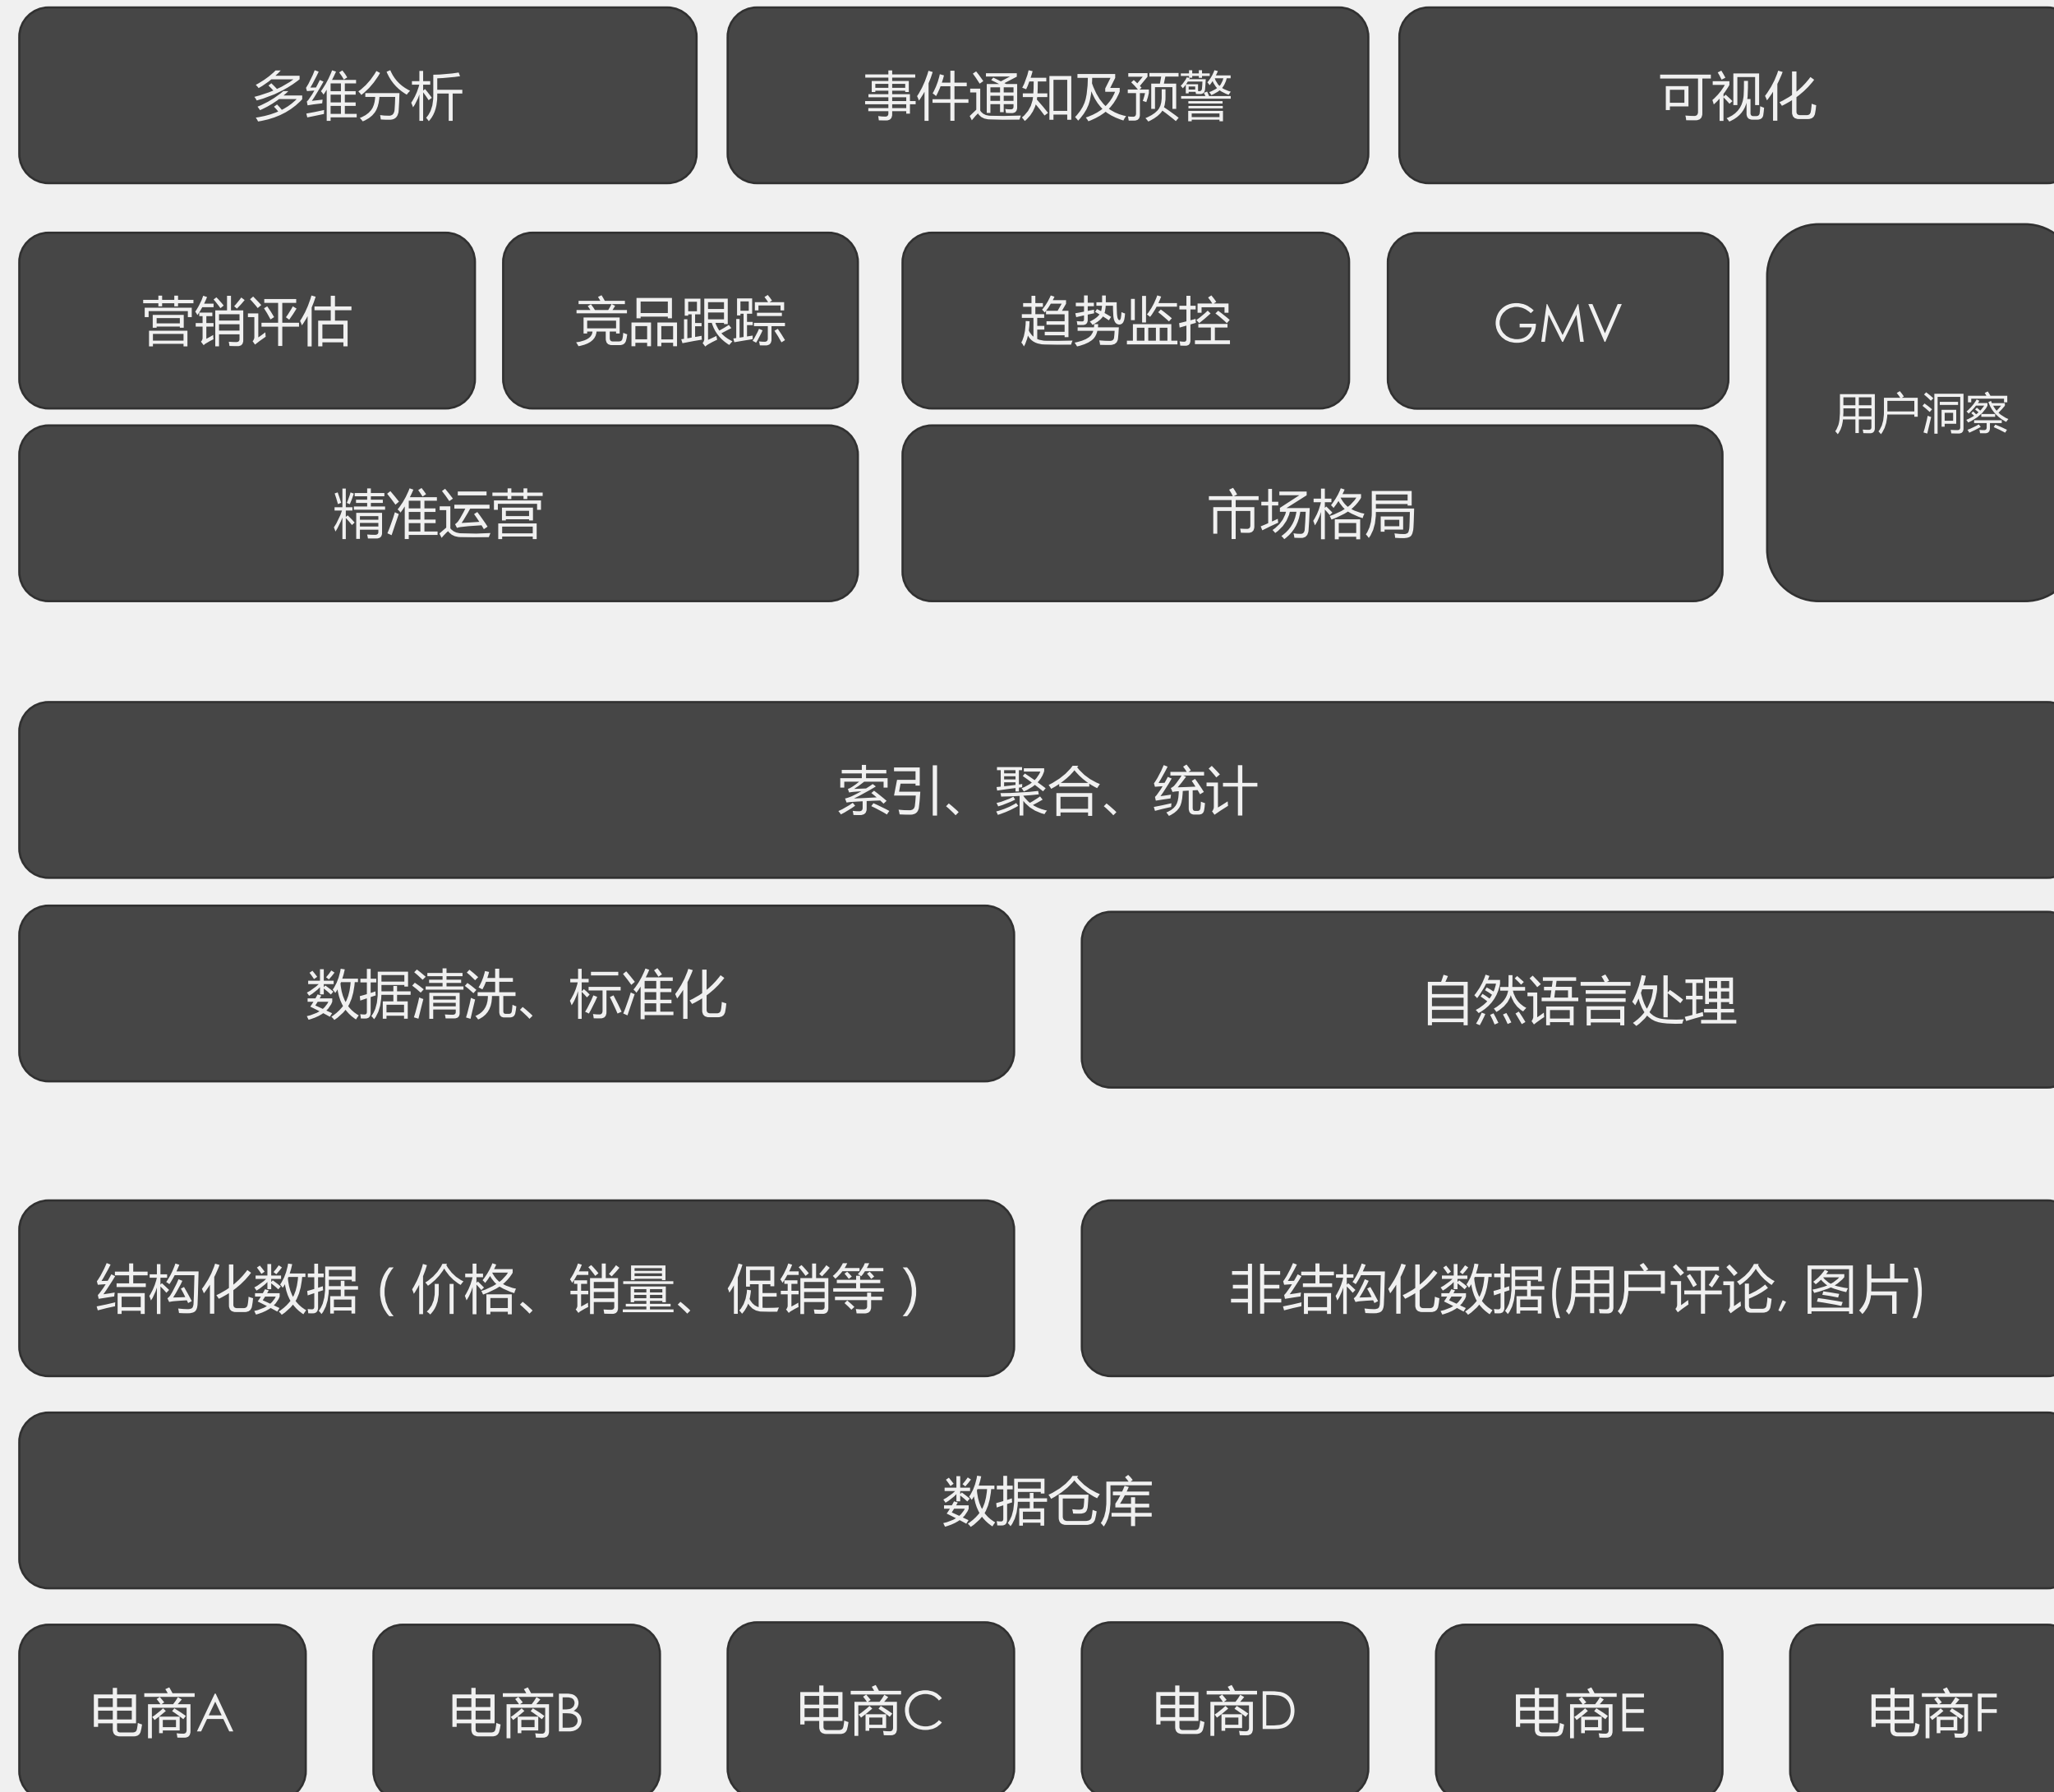 多维分析
事件通知及预警
可视化
营销评估
竞品跟踪
趋势监控
GMV
用户洞察
精准运营
市场格局
索引、聚合、统计
数据清洗、标准化
自然语言处理
结构化数据 ( 价格、销量、促销等 )
非结构化数据(用户评论, 图片)
数据仓库
电商A
电商B
电商C
电商D
电商E
电商F